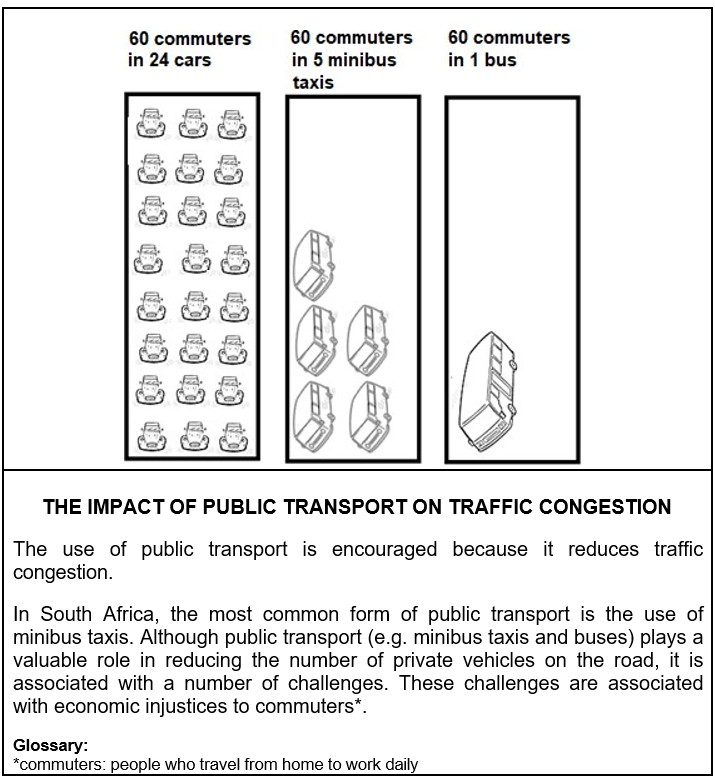 60 commuters
in 24 cars
60 commuters
in 5 minibus
taxis
60 commuters
in 1 bus
THE IMPACT OF PUBLIC TRANSPORT ON TRAFFIC CONGESTION
The use of public transport is encouraged because it reduces traffic
congestion.
In South Africa, the most common form of public transport is the use of
minibus taxis. Although public transport (e.g. minibus taxis and buses) plays a
valuable role in reducing the number of private vehicles on the road, it is
associated with a number of challenges. These challenges are associated
with economic injustices to commuters*.
Glossary:
*commuters: people who travel from home to work daily